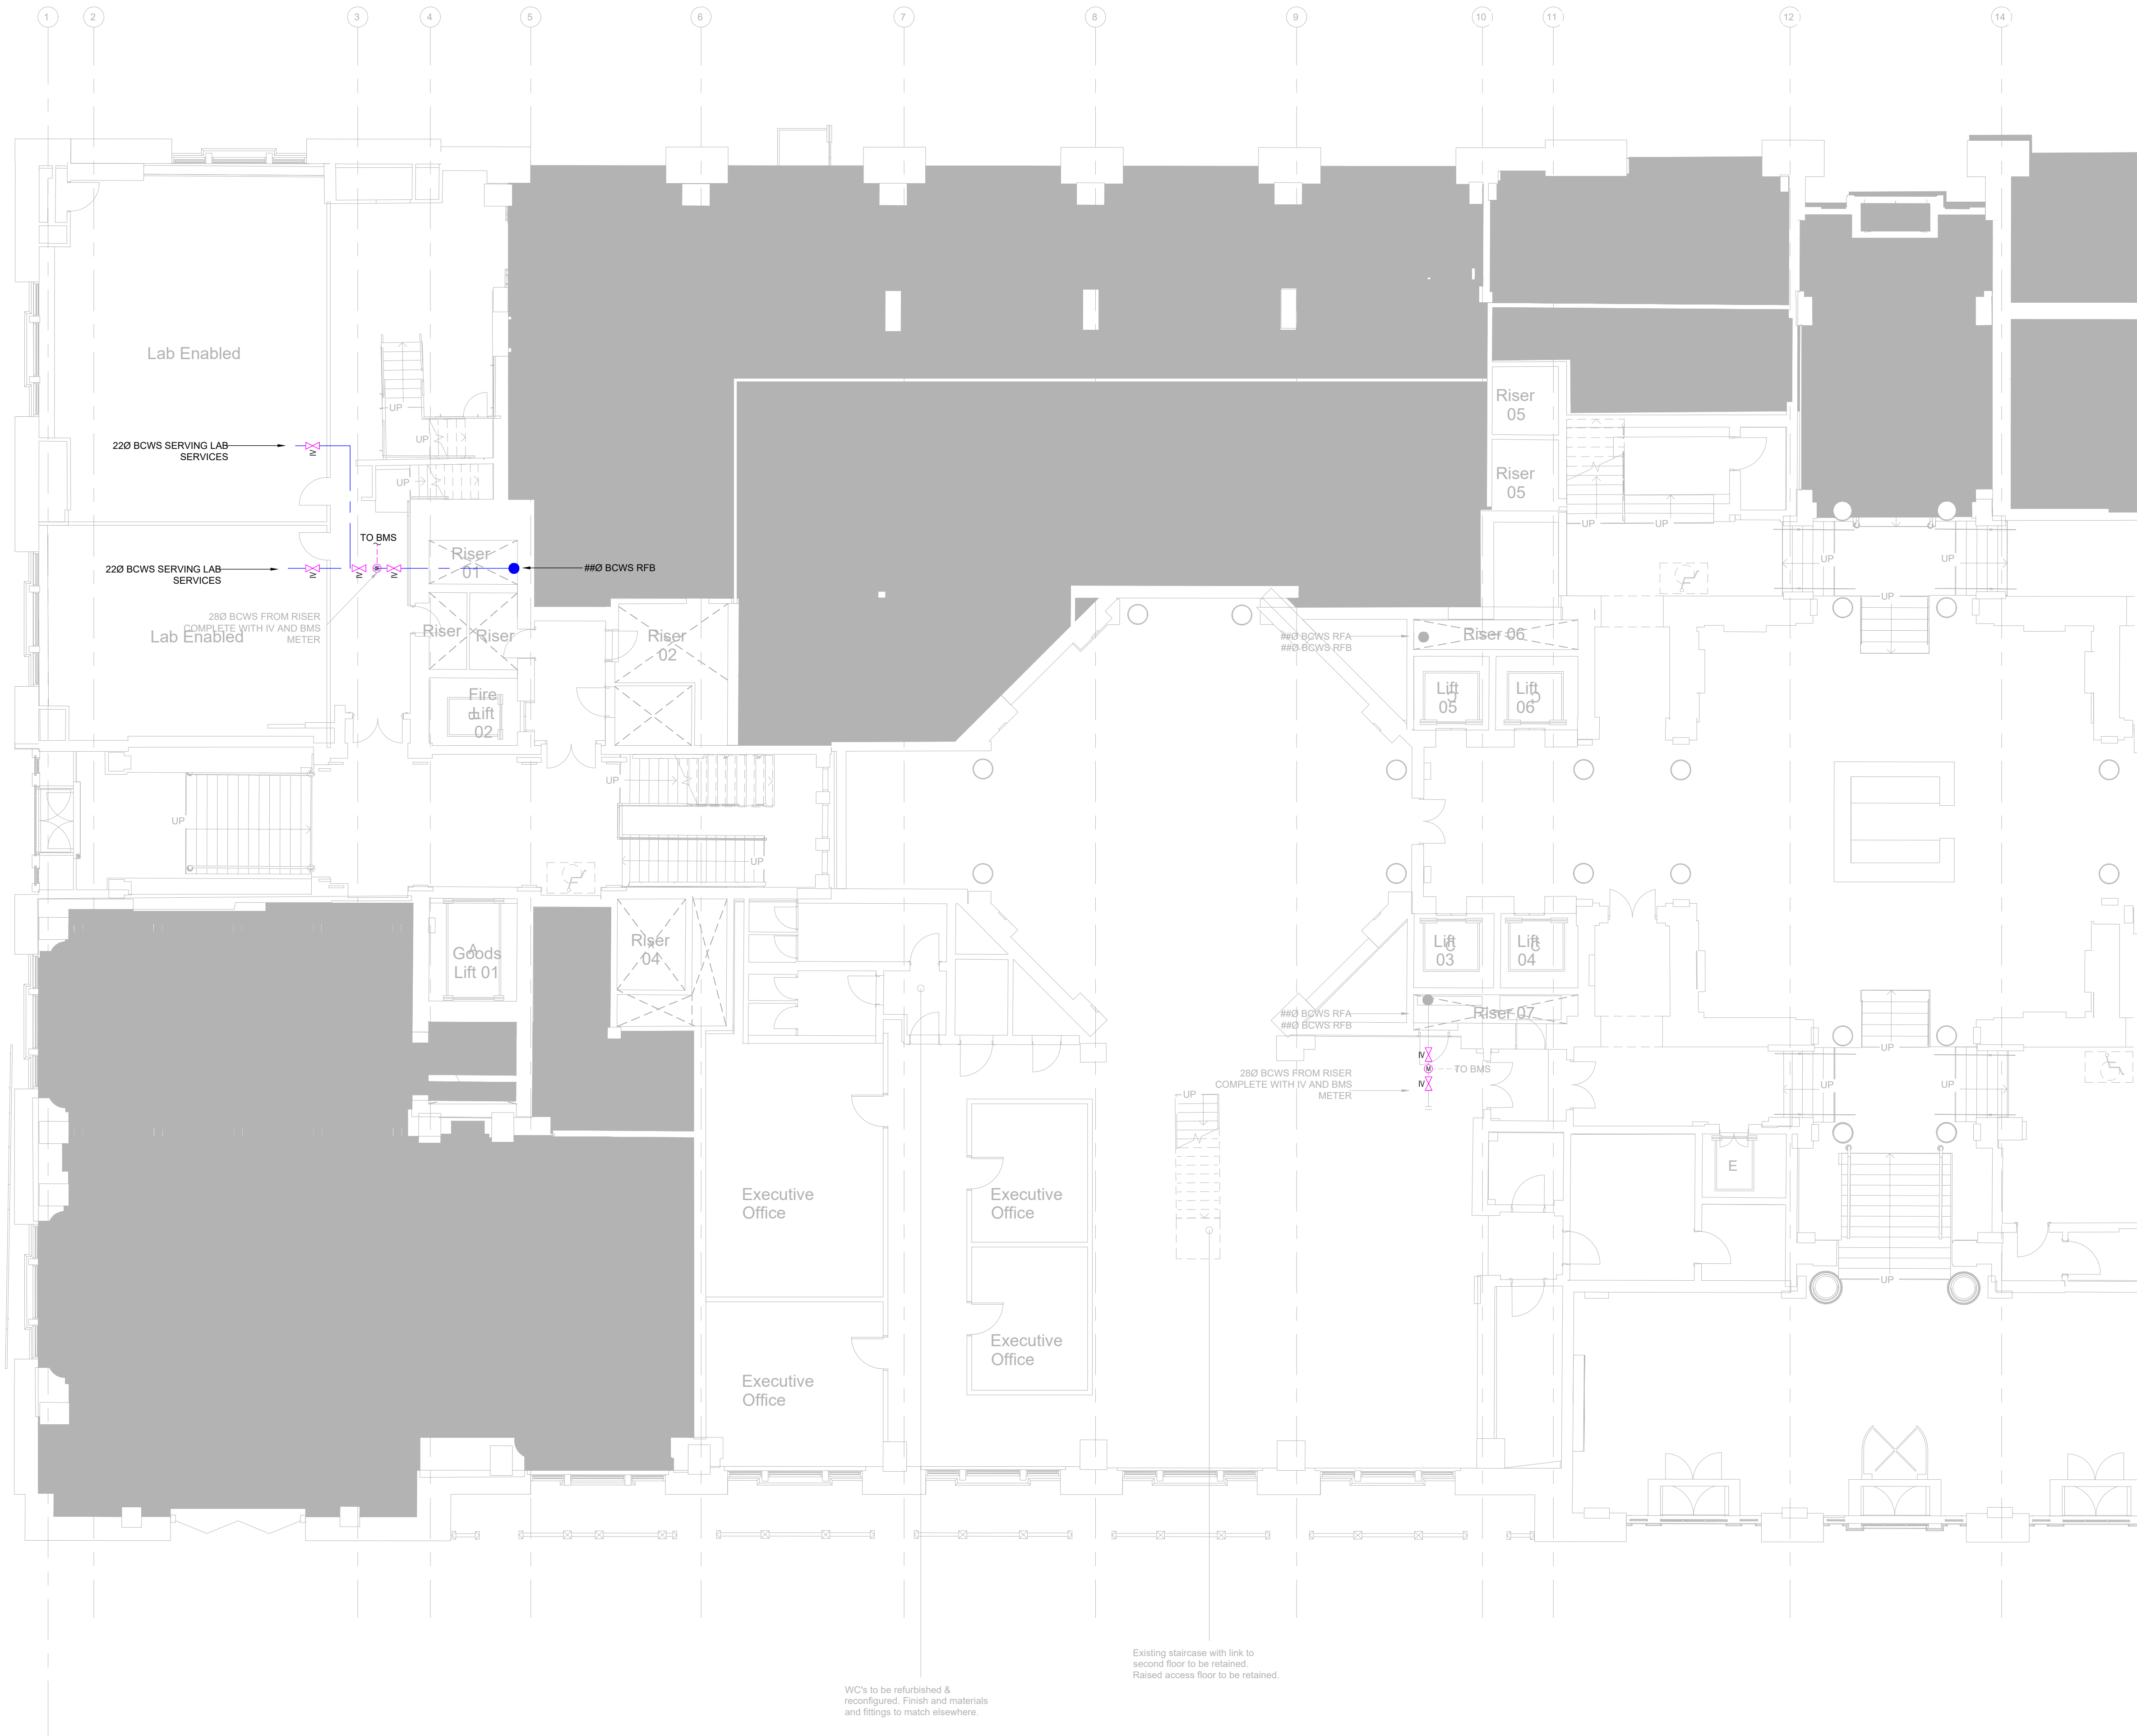 1
2
3
4
5
6
7
8
9
10
11
12
14
Lab Enabled
UP
UP
UP
Riser
05
Riser
05
UP
UP
22Ø BCWS SERVING LAB
SERVICES
IV
TO BMS
22Ø BCWS SERVING LAB
SERVICES
IV
IV
M
IV
Riser
01
##Ø BCWS RFB
28Ø BCWS FROM RISER
COMPLETE WITH IV AND BMS
METER
Lab Enabled
Riser
Riser
Riser
02
Fire
Lift
02
B
##Ø BCWS RFA
##Ø BCWS RFB
Riser 06
Lift
05
D
Lift
06
D
UP
UP
UP
UP
UP
UP
Goods
Lift 01
A
Riser
04
Lift
03
C
Lift
04
C
##Ø BCWS RFA
##Ø BCWS RFB
Riser 07
IV
M
TO BMS
IV
28Ø BCWS FROM RISER
COMPLETE WITH IV AND BMS
METER
UP
UP
UP
UP
E
Executive
Office
Executive
Office
Executive
Office
Executive
Office
UP
Existing staircase with link to
second floor to be retained.
Raised access floor to be retained.
WC's to be refurbished &
reconfigured. Finish and materials
and fittings to match elsewhere.